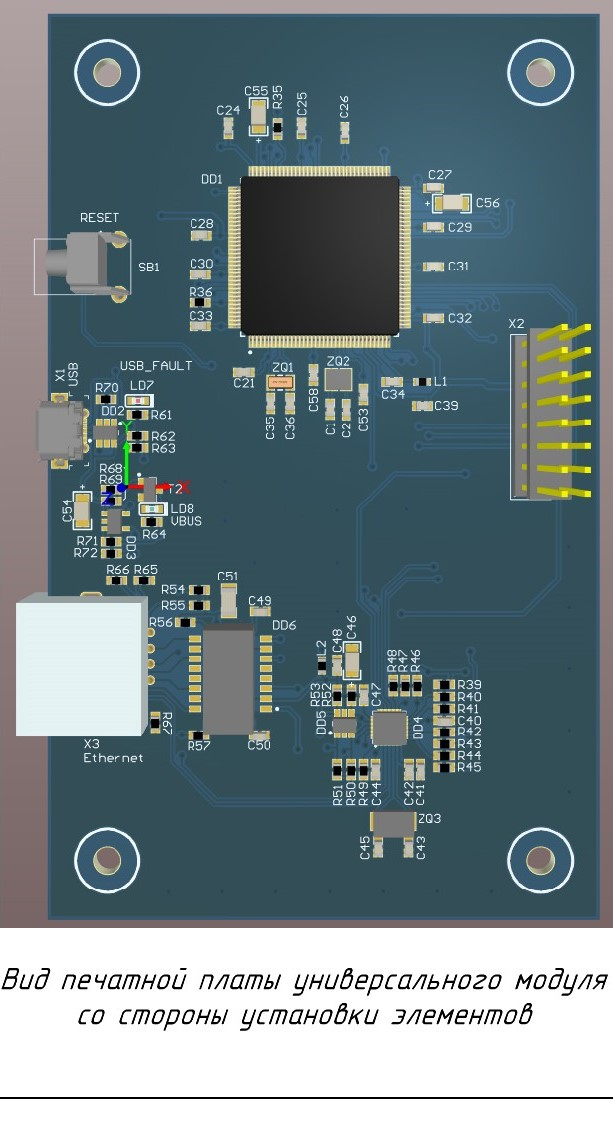 C55
R35
C24
C25
C26
DD1
C27
C56
RESET
C28
C29
SB1
C30
C31
R36
C33
C32
X2
ZQ1
ZQ2
USB_FAULT
X1
USB
C21
C58
L1
R70
LD7
C34
C53
C39
DD2
R61
C35
C36
C1
C2
Y
R62
R63
R68
R69
Z
T2
X
C54
LD8
VBUS
R64
R71
R72
DD3
R66
R65
C51
R54
C49
R55
R56
DD6
L2
C48
C46
R48
R47
R46
R53
R52
C47
R39
R40
R41
C40
R42
R43
R44
R45
DD5
DD4
R67
R57
C50
X3
Ethernet
R51
R50
R49
C44
C42
C41
ZQ3
C45
C43
Вид печатной платы универсального модуля
со стороны установки элементов